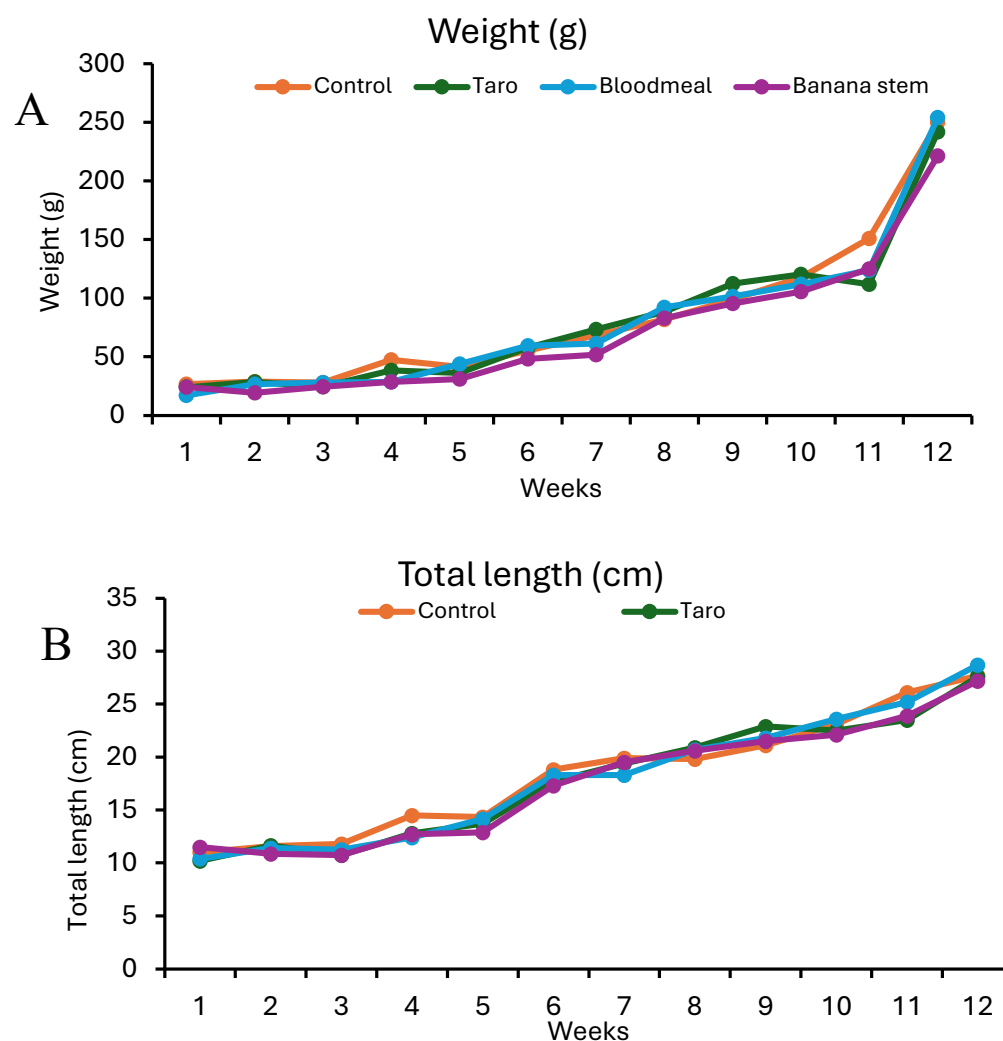 Weight (g)
Control Taro Bloodmeal Banana stem
A
Weight (g)
300
250
200
150
100
50
0
1 2 3 4 5 6 7 8 9 10 11 12
Weeks
Total length (cm)
Control Taro
B
Total length (cm)
35
30
25
20
15
10
5
0
1 2 3 4 5 6 7 8 9 10 11 12
Weeks